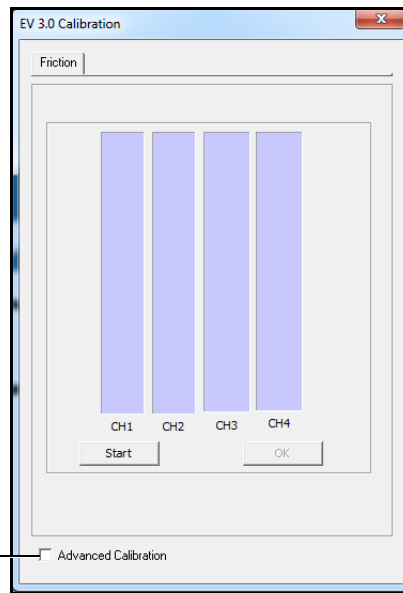 EV 3.0 Calibration
Friction
CH1 CH2 CH3 CH4
Start OK
Advanced Calibration